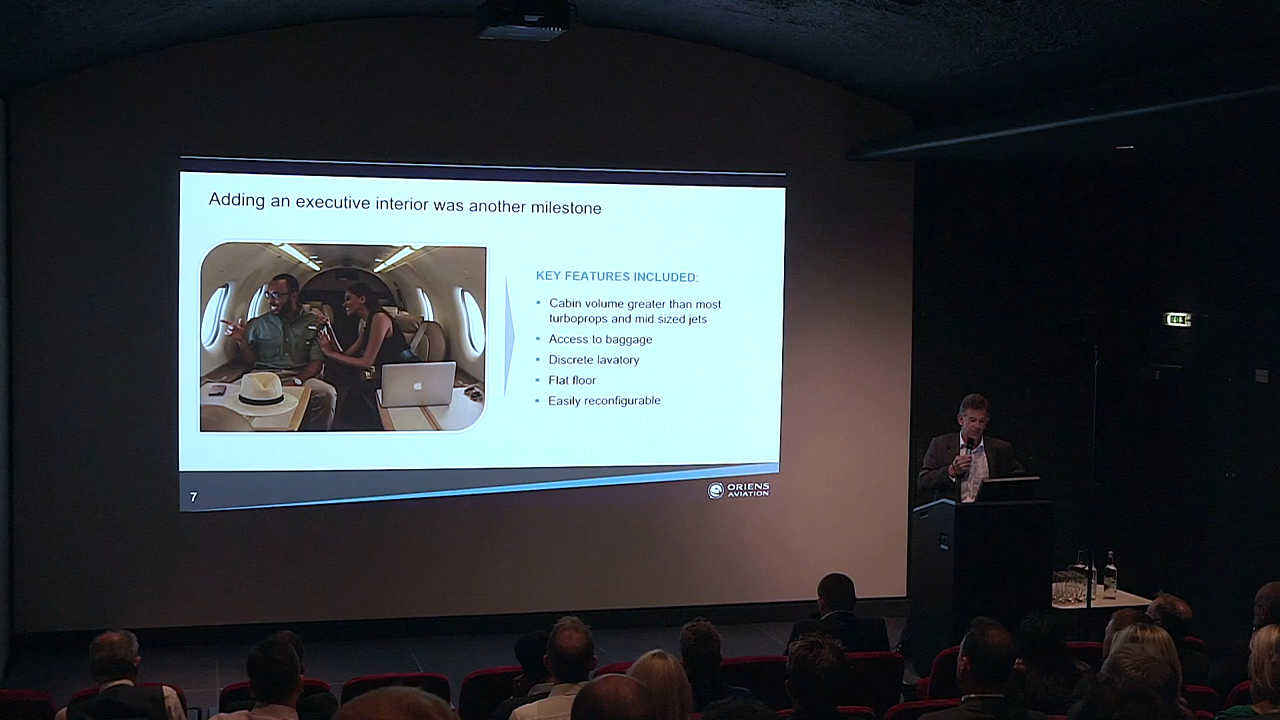 Adding an executive interior was another milestone
KEY FEATURES INCLUDED:
Cabin volume greater than most
turboprops and mid sized jets
Access to baggage
Discrete lavatory
Flat floor
Easily reconfigurable
7
ORIENS
AVIATION